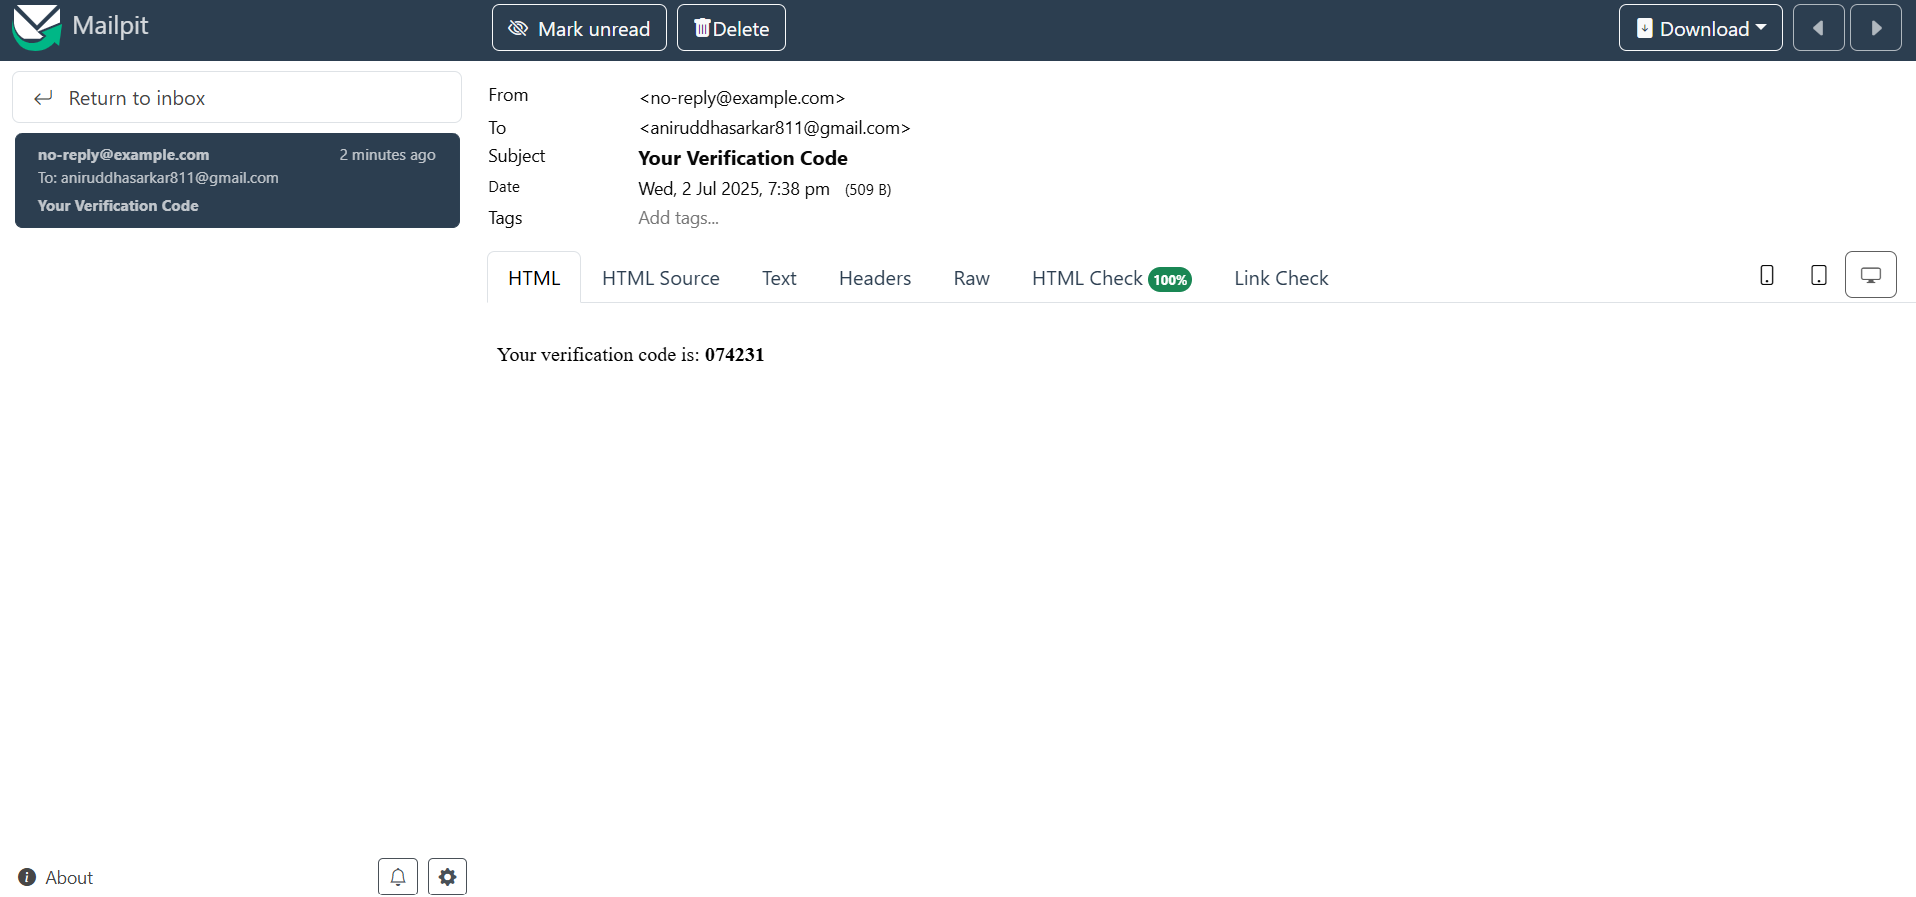 Mailpit
Mark unread
Delete
Download
Return to inbox
no-reply@example.com 2 minutes ago
To: aniruddhasarkar811@gmail.com
Your Verification Code
From <no-reply@example.com>
To <aniruddhasarkar811@gmail.com>
Subject Your Verification Code
Date Wed, 2 Jul 2025, 7:38 pm (509 B)
Tags Add tags...
HTML HTML Source Text Headers Raw HTML Check 100% Link Check
Your verification code is: 074231
About